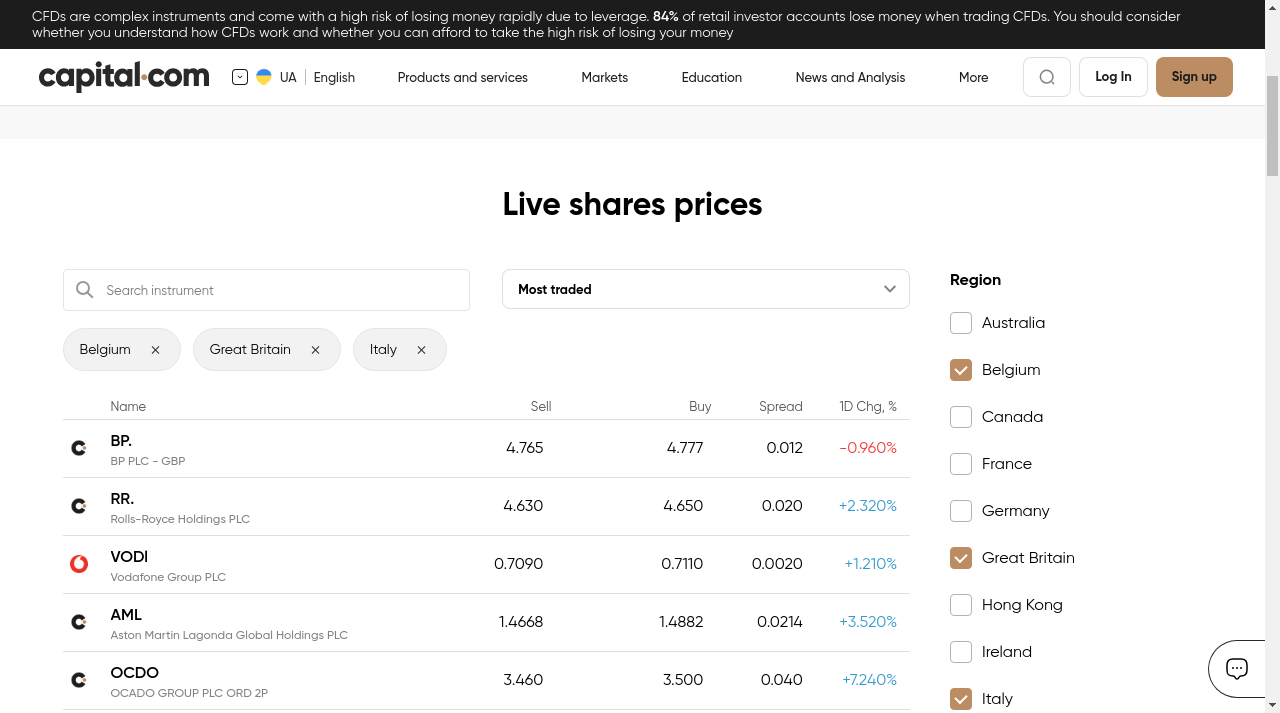 CFDs are complex instruments and come with a high risk of losing money rapidly due to leverage. 84% of retail investor accounts lose money when trading CFDs. You should consider
whether you understand how CFDs work and whether you can afford to take the high risk of losing your money
capital.com
UA
English
Products and services
Markets
Education
News and Analysis
More
Log In
Sign up
Live shares prices
Search instrument
Most traded
Belgium
Great Britain
Italy
Name Sell Buy Spread 1D Chg, %
BP. 4.765 4.777 0.012 -0.960%
BP PLC - GBP
RR. 4.630 4.650 0.020 +2.320%
Rolls-Royce Holdings PLC
VODl 0.7090 0.7110 0.0020 +1.210%
Vodafone Group PLC
AML 1.4668 1.4882 0.0214 +3.520%
Aston Martin Lagonda Global Holdings PLC
OCDO 3.460 3.500 0.040 +7.240%
OCADO GROUP PLC ORD 2P
Region
Australia
Belgium
Canada
France
Germany
Great Britain
Hong Kong
Ireland
Italy